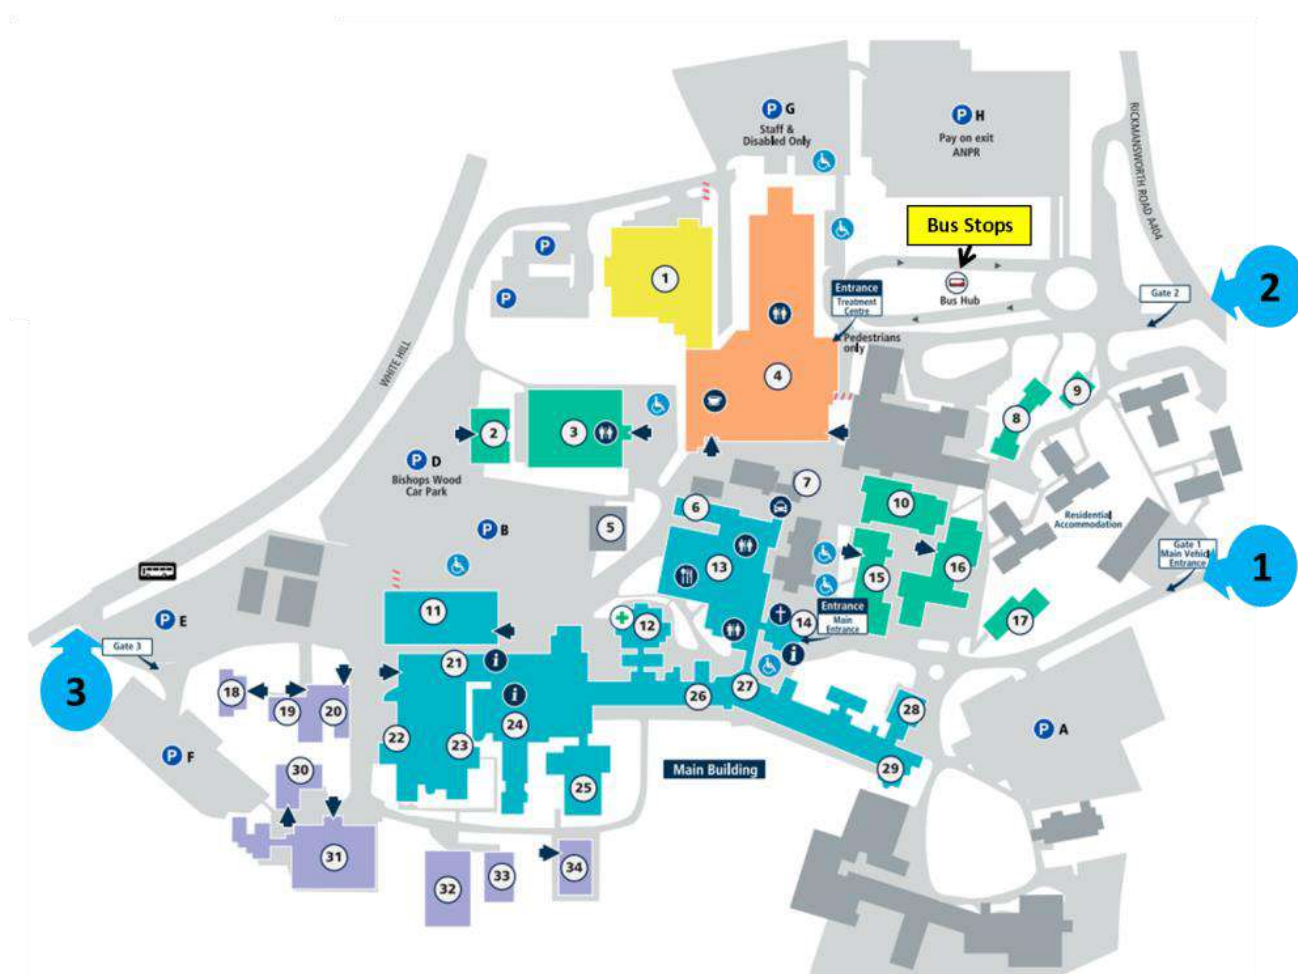 P G
Staff &
Disabled Only
P H
Pay on exit
ANPR
RICKMANSWORTH ROAD A404
Bus Stops
P
P
1
Entrance
Treatment
Centre
Bus Hub
Gate 2
2
Pedestrians
only
WHITE HILL
4
9
8
2
3
P D
Bishops Wood
Car Park
7
6
10
5
P B
Residential
Accommodation
Gate 1
Main Vehicle
Entrance
1
13
15
16
11
12
14
Entrance
Main
Entrance
17
P E
Gate 3
3
21
i
i
i
18
19
20
22
23
24
26
27
28
P A
P F
30
25
Main Building
29
31
32
33
34